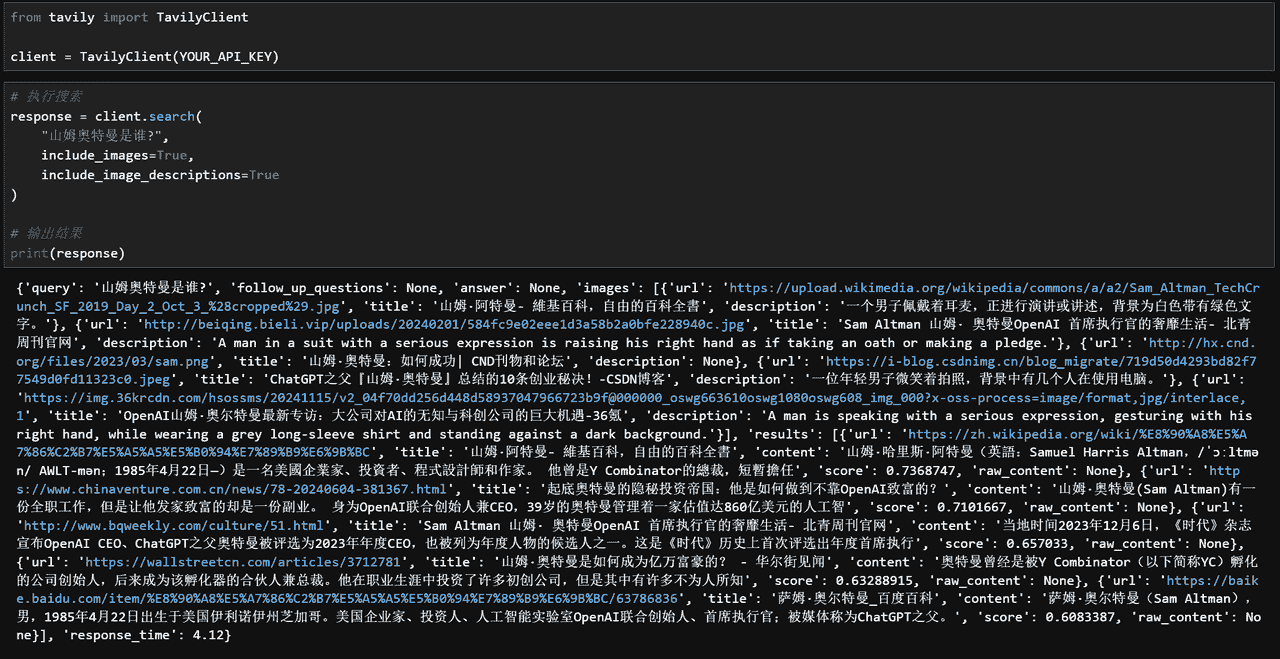 from tavily import TavilyClient
client = TavilyClient(YOUR_API_KEY)
# 执行搜索
response = client.search(
"山姆奥特曼是谁?",
include_images=True,
include_image_descriptions=True
)
# 输出结果
print(response)
{'query': '山姆奥特曼是谁?', 'follow_up_questions': None, 'answer': None, 'images': [{'url': 'https://upload.wikimedia.org/wikipedia/commons/a/a2/Sam_Altman_TechCr
unch_SF_2019_Day_2_Oct_3_%28cropped%29.jpg', 'title': '山姆·阿特曼- 維基百科，自由的百科全書', 'description': '一个男子佩戴着耳麦，正进行演讲或讲述，背景为白色带有绿色文
字。'}, {'url': 'http://beiqing.bieli.vip/uploads/20240201/584fc9e02eee1d3a58b2a0bfe228940c.jpg', 'title': 'Sam Altman 山姆· 奥特曼OpenAI 首席执行官的奢靡生活- 北青
周刊官网', 'description': 'A man in a suit with a serious expression is raising his right hand as if taking an oath or making a pledge.'}, {'url': 'http://hx.cnd.
org/files/2023/03/sam.png', 'title': '山姆·奥特曼：如何成功| CND刊物和论坛', 'description': None}, {'url': 'https://i-blog.csdnimg.cn/blog_migrate/719d50d4293bd82f7
7549d0fd11323c0.jpeg', 'title': 'ChatGPT之父『山姆·奥特曼』总结的10条创业秘决！-CSDN博客', 'description': '一位年轻男子微笑着拍照，背景中有几个人在使用电脑。'}, {'url':
'https://img.36krcdn.com/hsossms/20241115/v2_04f70dd256d448d58937047966723b9f@000000_oswg663610oswg1080oswg608_img_000?x-oss-process=image/format,jpg/interlace,
1', 'title': 'OpenAI山姆·奥尔特曼最新专访：大公司对AI的无知与科创公司的巨大机遇-36氪', 'description': 'A man is speaking with a serious expression, gesturing with his
right hand, while wearing a grey long-sleeve shirt and standing against a dark background.'}], 'results': [{'url': 'https://zh.wikipedia.org/wiki/%E8%90%A8%E5%A
7%86%C2%B7%E5%A5%A5%E5%B0%94%E7%89%B9%E6%9B%BC', 'title': '山姆·阿特曼- 維基百科，自由的百科全書', 'content': '山姆·哈里斯·阿特曼（英語：Samuel Harris Altman，/ˈɔːltmə
n/ AWLT-mən；1985年4月22日—）是一名美國企業家、投資者、程式設計師和作家。 他曾是Y Combinator的總裁，短暫擔任', 'score': 0.7368747, 'raw_content': None}, {'url': 'http
s://www.chinaventure.com.cn/news/78-20240604-381367.html', 'title': '起底奥特曼的隐秘投资帝国：他是如何做到不靠OpenAI致富的？', 'content': '山姆·奥特曼(Sam Altman)有一
份全职工作，但是让他发家致富的却是一份副业。 身为OpenAI联合创始人兼CEO，39岁的奥特曼管理着一家估值达860亿美元的人工智', 'score': 0.7101667, 'raw_content': None}, {'url':
'http://www.bqweekly.com/culture/51.html', 'title': 'Sam Altman 山姆· 奥特曼OpenAI 首席执行官的奢靡生活- 北青周刊官网', 'content': '当地时间2023年12月6日，《时代》杂志
宣布OpenAI CEO、ChatGPT之父奥特曼被评选为2023年年度CEO，也被列为年度人物的候选人之一。这是《时代》历史上首次评选出年度首席执行', 'score': 0.657033, 'raw_content': None},
{'url': 'https://wallstreetcn.com/articles/3712781', 'title': '山姆·奥特曼是如何成为亿万富豪的？ - 华尔街见闻', 'content': '奥特曼曾经是被Y Combinator（以下简称YC）孵化
的公司创始人，后来成为该孵化器的合伙人兼总裁。他在职业生涯中投资了许多初创公司，但是其中有许多不为人所知', 'score': 0.63288915, 'raw_content': None}, {'url': 'https://baik
e.baidu.com/item/%E8%90%A8%E5%A7%86%C2%B7%E5%A5%A5%E5%B0%94%E7%89%B9%E6%9B%BC/63786836', 'title': '萨姆·奥尔特曼_百度百科', 'content': '萨姆·奥尔特曼（Sam Altman），
男，1985年4月22日出生于美国伊利诺伊州芝加哥。美国企业家、投资人、人工智能实验室OpenAI联合创始人、首席执行官；被媒体称为ChatGPT之父。', 'score': 0.6083387, 'raw_content': No
ne}], 'response_time': 4.12}